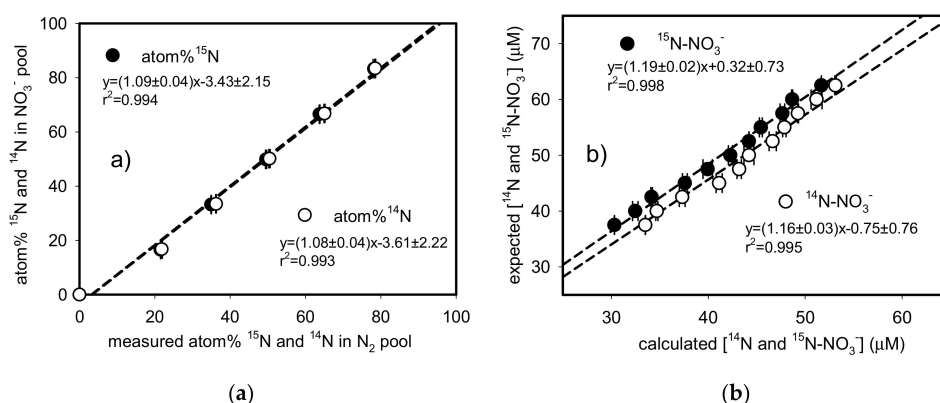 100
80
60
40
20
0
atom% ¹⁵N and ¹⁴N in NO₃⁻ pool
atom%¹⁵N
y=(1.09±0.04)x-3.43±2.15
r²=0.994
a)
atom%¹⁴N
y=(1.08±0.04)x-3.61±2.22
r²=0.993
0 20 40 60 80 100
measured atom% ¹⁵N and ¹⁴N in N₂ pool
(a)
70
60
50
40
30
expected [¹⁴N and ¹⁵N-NO₃⁻] (μM)
¹⁵N-NO₃⁻
y=(1.19±0.02)x+0.32±0.73
r²=0.998
b)
¹⁴N-NO₃⁻
y=(1.16±0.03)x-0.75±0.76
r²=0.995
30 40 50 60
calculated [¹⁴N and ¹⁵N-NO₃⁻] (μM)
(b)